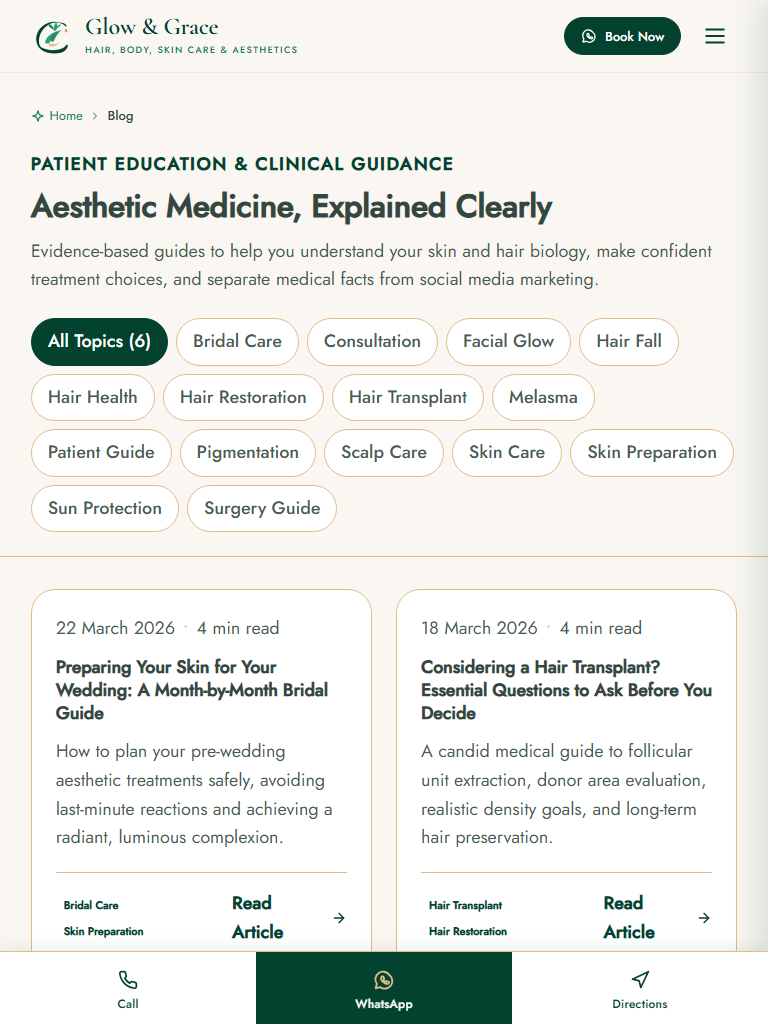 Glow & Grace
HAIR, BODY, SKIN CARE & AESTHETICS
Book Now
Home > Blog
PATIENT EDUCATION & CLINICAL GUIDANCE
Aesthetic Medicine, Explained Clearly
Evidence-based guides to help you understand your skin and hair biology, make confident
treatment choices, and separate medical facts from social media marketing.
All Topics (6)
Bridal Care
Consultation
Facial Glow
Hair Fall
Hair Health
Hair Restoration
Hair Transplant
Melasma
Patient Guide
Pigmentation
Scalp Care
Skin Care
Skin Preparation
Sun Protection
Surgery Guide
22 March 2026 · 4 min read
Preparing Your Skin for Your
Wedding: A Month-by-Month Bridal
Guide
How to plan your pre-wedding
aesthetic treatments safely, avoiding
last-minute reactions and achieving a
radiant, luminous complexion.
Bridal Care
Skin Preparation
Read
Article
18 March 2026 · 4 min read
Considering a Hair Transplant?
Essential Questions to Ask Before You
Decide
A candid medical guide to follicular
unit extraction, donor area evaluation,
realistic density goals, and long-term
hair preservation.
Hair Transplant
Hair Restoration
Read
Article
Call
WhatsApp
Directions